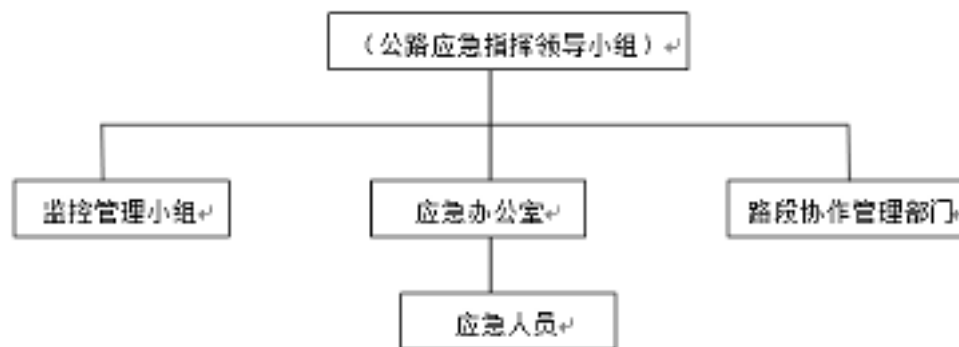 （公路应急指挥领导小组）
监控管理小组
应急办公室
路段协作管理部门
应急人员